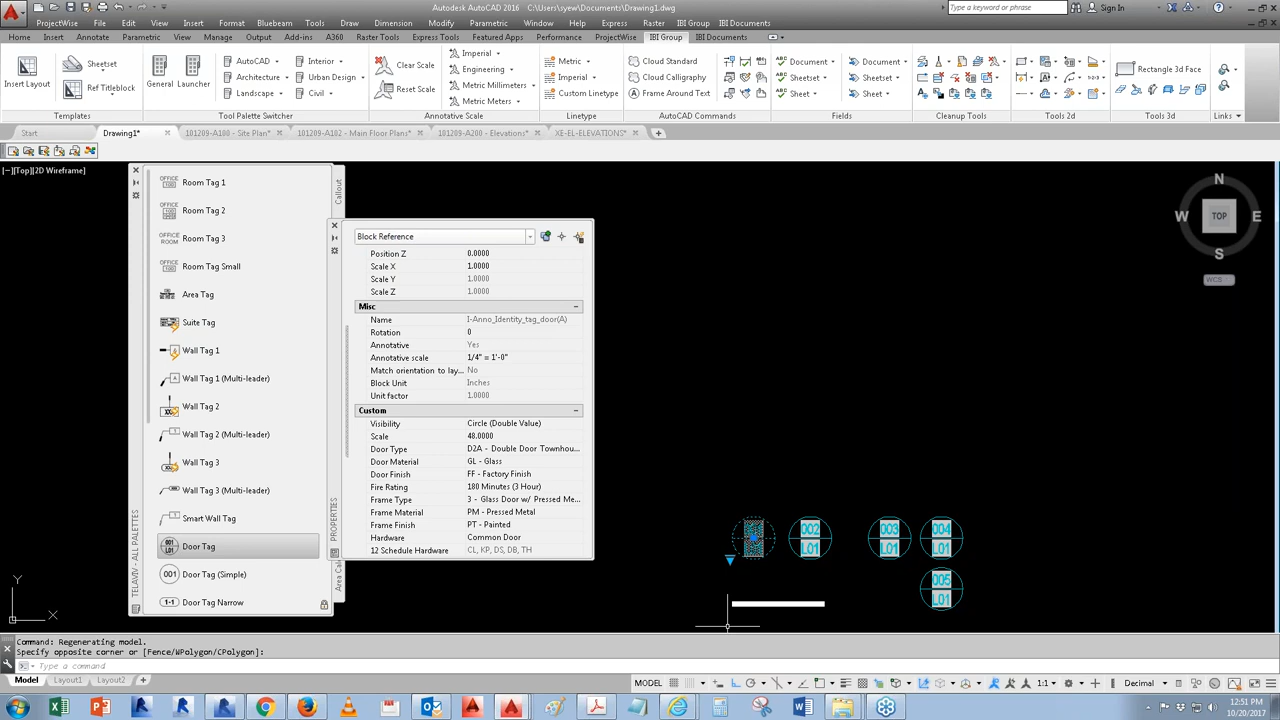 Autodesk AutoCAD 2016   C:\Users\syew\Documents\Drawing1.dwg
Type a keyword or phrase
Sign In
ProjectWise File Edit View Insert Format Bluebeam Tools Draw Dimension Modify Parametric Window Help Express IBI Group IBI Documents
Home Insert Annotate Parametric View Manage Output Add-ins A360 Raster Tools Express Tools Featured Apps Performance ProjectWise IBI Group IBI Documents
Insert Layout
Sheetset
Ref Titleblock
General
Launcher
AutoCAD
Architecture
Landscape
Interior
Urban Design
Civil
Clear Scale
Reset Scale
Imperial
Engineering
Metric Millimeters
Metric Meters
Metric
Imperial
Custom Linetype
Cloud Standard
Cloud Calligraphy
Frame Around Text
Document
Sheetset
Sheet
Document
Sheetset
Sheet
Rectangle 3d Face
Templates Tool Palette Switcher Annotative Scale Linetype AutoCAD Commands Fields Cleanup Tools Tools 2d Tools 3d Links
Start Drawing1* 101209-A100 - Site Plan* 101209-A102 - Main Floor Plans* 101209-A200 - Elevations* XE-EL-ELEVATIONS*
[−][Top][2D Wireframe]
Room Tag 1
Room Tag 2
Room Tag 3
Room Tag Small
Area Tag
Suite Tag
Wall Tag 1
Wall Tag 1 (Multi-leader)
Wall Tag 2
Wall Tag 2 (Multi-leader)
Wall Tag 3
Wall Tag 3 (Multi-leader)
Smart Wall Tag
Door Tag
Door Tag (Simple)
Door Tag Narrow
TELAVIV - ALL PALETTES
Callout
PROPERTIES
Block Reference
Position Z 0.0000
Scale X 1.0000
Scale Y 1.0000
Scale Z 1.0000
Misc
Name I-Anno_Identity_tag_door(A)
Rotation 0
Annotative Yes
Annotative scale 1/4" = 1'-0"
Match orientation to lay... No
Block Unit Inches
Unit factor 1.0000
Custom
Visibility Circle (Double Value)
Scale 48.0000
Door Type D2A - Double Door Townhou...
Door Material GL - Glass
Door Finish FF - Factory Finish
Fire Rating 180 Minutes (3 Hour)
Frame Type 3 - Glass Door w/ Pressed Me...
Frame Material PM - Pressed Metal
Frame Finish PT - Painted
Hardware Common Door
12 Schedule Hardware CL, KP, DS, DB, TH
N
W TOP E
S
WCS
002 003 004
L01 L01 L01
005
L01
Y
X
Command: Regenerating model.
Specify opposite corner or [Fence/WPolygon/CPolygon]:
Type a command
Model Layout1 Layout2
MODEL
1:1
Decimal
12:51 PM
10/20/2017